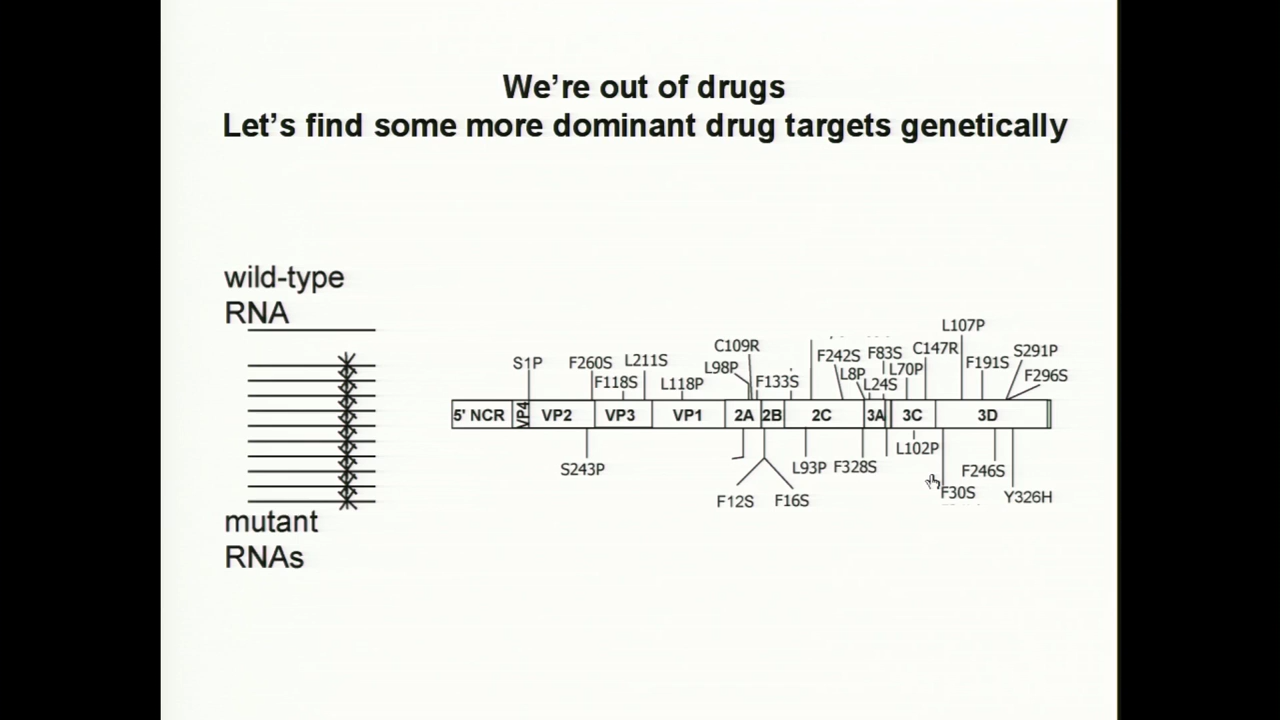 We're out of drugs
Let's find some more dominant drug targets genetically
wild-type
RNA
mutant
RNAs
L107P
C109R
S1P
F260S
L211S
L98P
F242S
F83S
C147R
F191S
S291P
F118S
L118P
F133S
L8P
L24S
L70P
F296S
5' NCR
VP4
VP2
VP3
VP1
2A
2B
2C
3A
3C
3D
S243P
L93P
F328S
L102P
F246S
F12S
F16S
F30S
Y326H